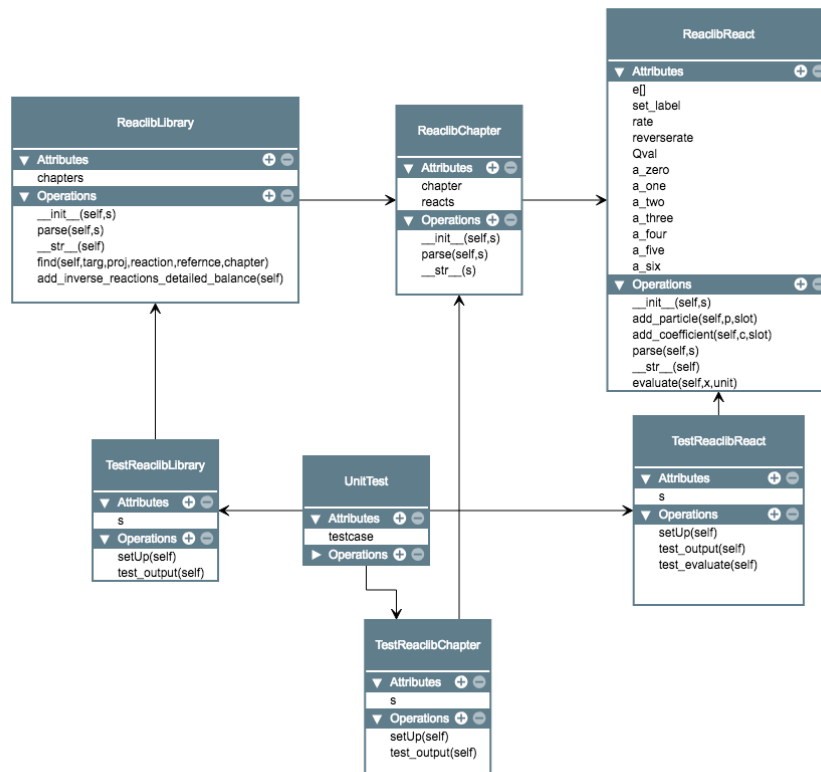 ReaclibLibrary
Attributes
chapters
Operations
__init__(self,s)
parse(self,s)
__str__(self)
find(self,targ,proj,reaction,refernce,chapter)
add_inverse_reactions_detailed_balance(self)
ReaclibChapter
Attributes
chapter
reacts
Operations
__init__(self,s)
parse(self,s)
__str__(s)
ReaclibReact
Attributes
e[]
set_label
rate
reverserate
Qval
a_zero
a_one
a_two
a_three
a_four
a_five
a_six
Operations
__init__(self,s)
add_particle(self,p,slot)
add_coefficient(self,c,slot)
parse(self,s)
__str__(self)
evaluate(self,x,unit)
TestReaclibLibrary
Attributes
s
Operations
setUp(self)
test_output(self)
UnitTest
Attributes
testcase
Operations
TestReaclibReact
Attributes
s
Operations
setUp(self)
test_output(self)
test_evaluate(self)
TestReaclibChapter
Attributes
s
Operations
setUp(self)
test_output(self)